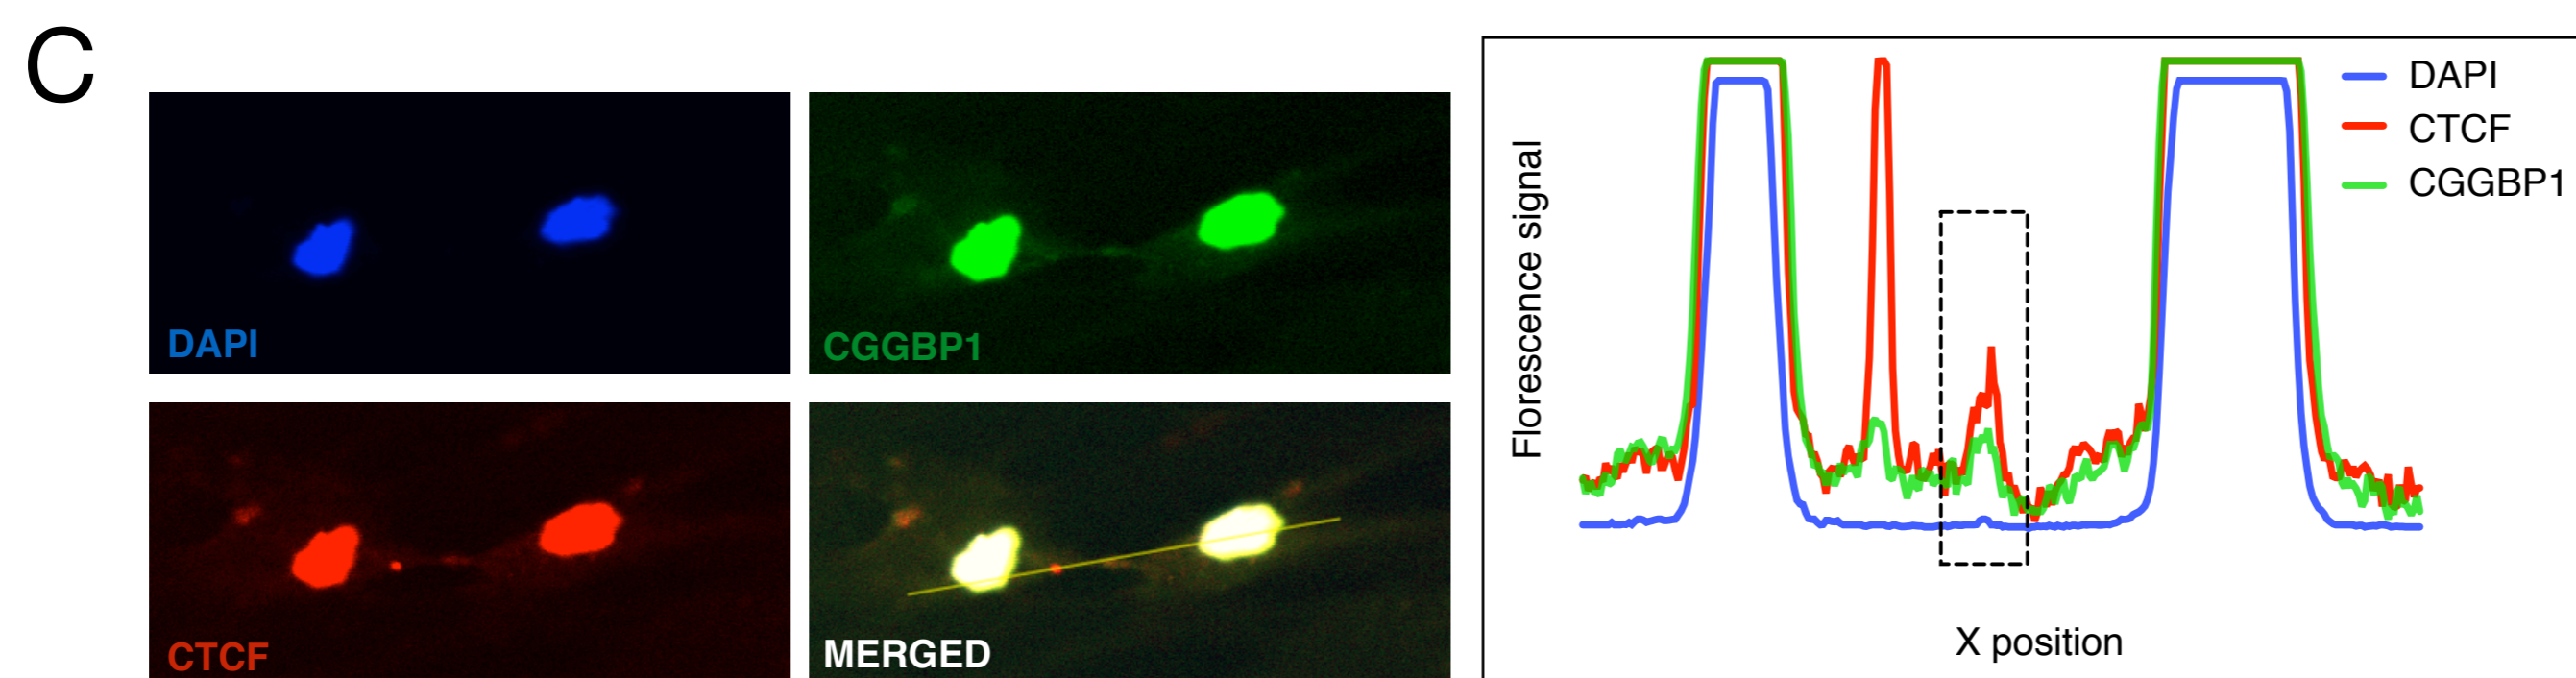 C
DAPI
CGGBP1
CTCF
MERGED
Florescence signal
X position
DAPI
CTCF
CGGBP1